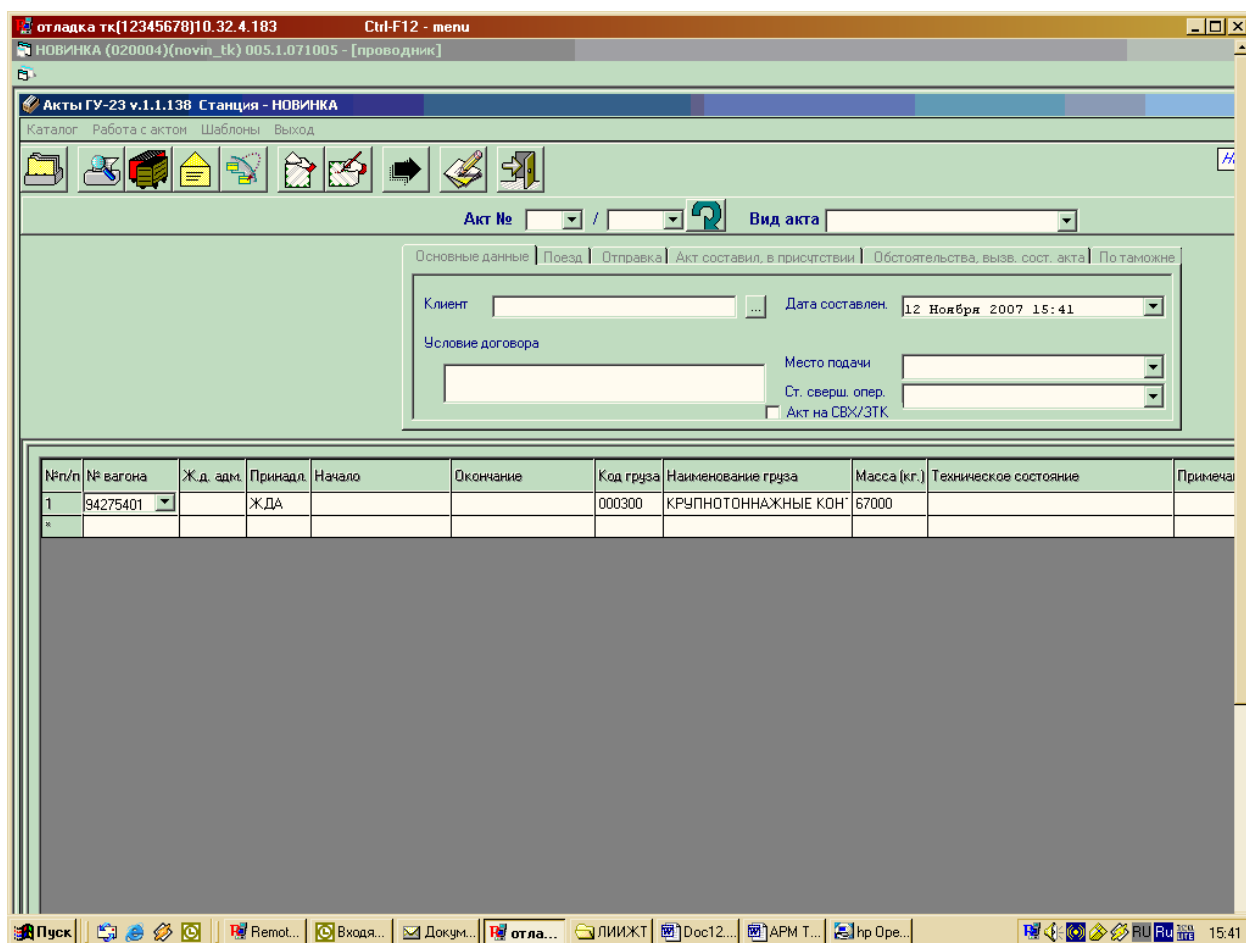 отладка тк(12345678)10.32.4.183 Ctrl-F12 - menu
НОВИНКА (020004)(novin_tk) 005.1.071005 - [проводник]
Акты ГУ-23 v.1.1.138 Станция - НОВИНКА
Каталог Работа с актом Шаблоны Выход
Акт № / Вид акта
Основные данные Поезд Отправка Акт составил, в присутствии Обстоятельства, вызв. сост. акта По таможне
Клиент ... Дата составлен. 12 Ноября 2007 15:41
Условие договора
Место подачи
Ст. сверш. опер.
Акт на СВХ/ЗТК
№п/п № вагона Ж.д. адм. Принадл. Начало Окончание Код груза Наименование груза Масса (кг.) Техническое состояние Примеча
1 94275401 ЖДА 000300 КРУПНОТОННАЖНЫЕ КОН 67000
*
Пуск Remot... Входя... Докум... отла... ЛИИЖТ Doc12.... АРМ Т... hp Ope... RU Ru 15:41